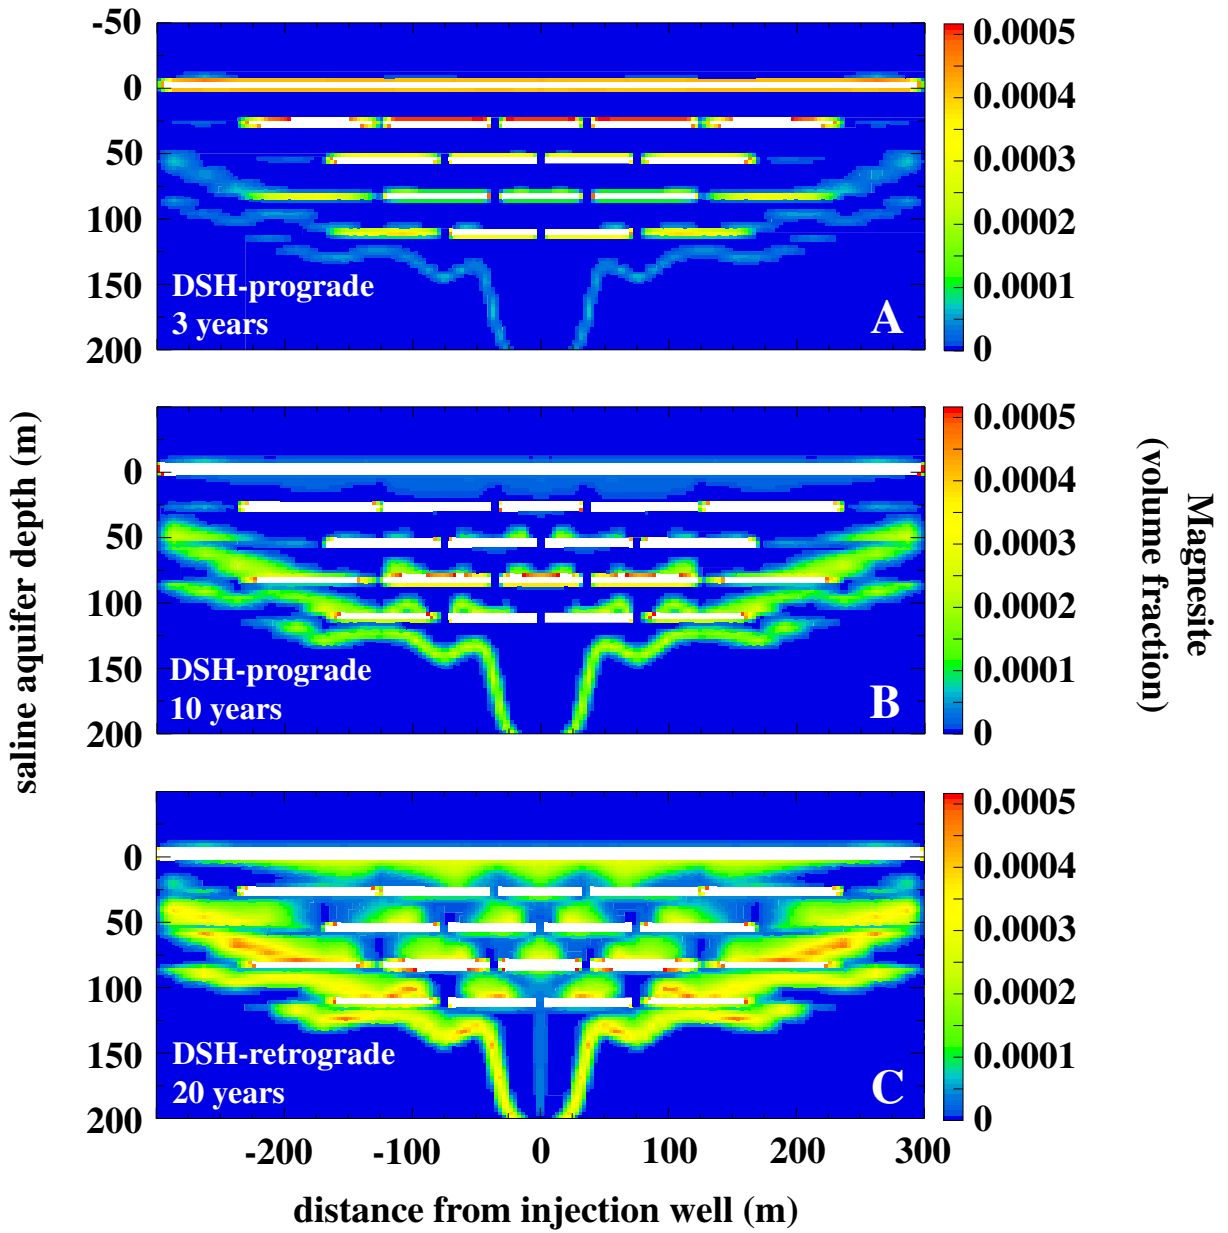 -50
0
50
100
150
200
DSH-prograde
3 years
A
0.0005
0.0004
0.0003
0.0002
0.0001
0
0
50
100
150
200
DSH-prograde
10 years
B
0.0005
0.0004
0.0003
0.0002
0.0001
0
0
50
100
150
200
DSH-retrograde
20 years
C
0.0005
0.0004
0.0003
0.0002
0.0001
0
-200 -100 0 100 200 300
distance from injection well (m)
saline aquifer depth (m)
Magnesite
(volume fraction)